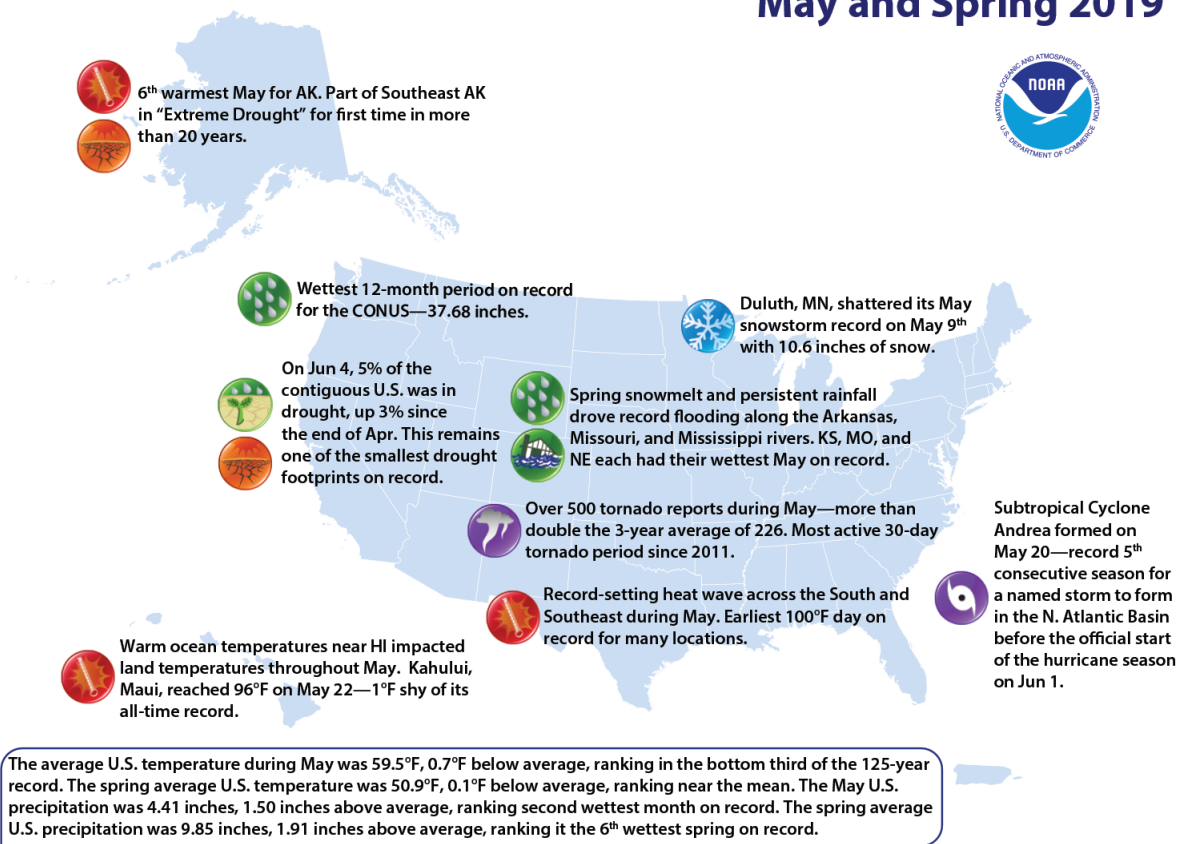 May and Spring 2019
NATIONAL OCEANIC AND ATMOSPHERIC ADMINISTRATION
NOAA
U.S. DEPARTMENT OF COMMERCE
6th warmest May for AK. Part of Southeast AK
in “Extreme Drought” for first time in more
than 20 years.
Wettest 12-month period on record
for the CONUS—37.68 inches.
Duluth, MN, shattered its May
snowstorm record on May 9th
with 10.6 inches of snow.
On Jun 4, 5% of the
contiguous U.S. was in
drought, up 3% since
the end of Apr. This remains
one of the smallest drought
footprints on record.
Spring snowmelt and persistent rainfall
drove record flooding along the Arkansas,
Missouri, and Mississippi rivers. KS, MO, and
NE each had their wettest May on record.
Over 500 tornado reports during May—more than
double the 3-year average of 226. Most active 30-day
tornado period since 2011.
Subtropical Cyclone
Andrea formed on
May 20—record 5th
consecutive season for
a named storm to form
in the N. Atlantic Basin
before the official start
of the hurricane season
on Jun 1.
Record-setting heat wave across the South and
Southeast during May. Earliest 100°F day on
record for many locations.
Warm ocean temperatures near HI impacted
land temperatures throughout May. Kahului,
Maui, reached 96°F on May 22—1°F shy of its
all-time record.
The average U.S. temperature during May was 59.5°F, 0.7°F below average, ranking in the bottom third of the 125-year
record. The spring average U.S. temperature was 50.9°F, 0.1°F below average, ranking near the mean. The May U.S.
precipitation was 4.41 inches, 1.50 inches above average, ranking second wettest month on record. The spring average
U.S. precipitation was 9.85 inches, 1.91 inches above average, ranking it the 6th wettest spring on record.